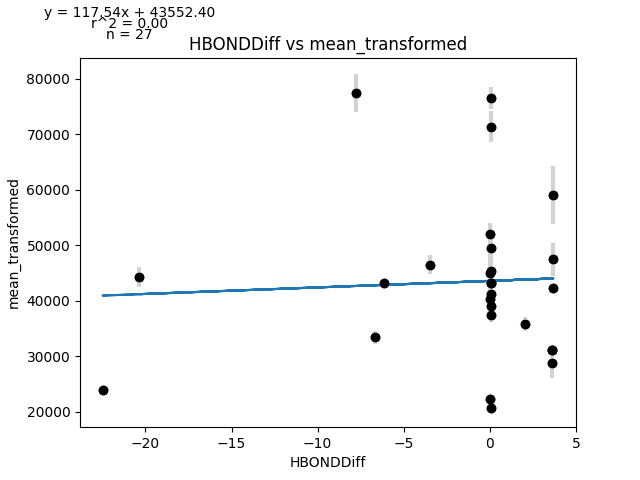 y = 117.54x + 43552.40
r^2 = 0.00
n = 27
HBONDDiff vs mean_transformed
80000
70000
60000
50000
40000
30000
20000
mean_transformed
−20
−15
−10
−5
0
5
HBONDDiff